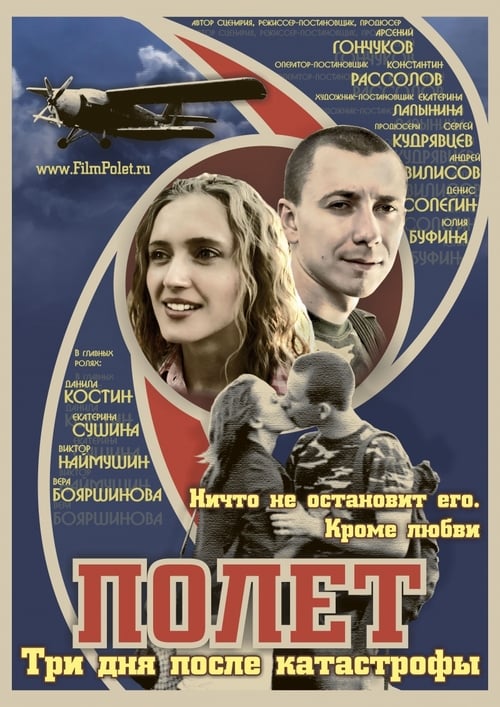 АВТОР СЦЕНАРИЯ, РЕЖИССЕР-ПОСТАНОВЩИК, ПРОДЮСЕР
АРСЕНИЙ
ГОНЧУКОВ
ОПЕРАТОР-ПОСТАНОВЩИК КОНСТАНТИН
РАССОЛОВ
ХУДОЖНИК-ПОСТАНОВЩИК ЕКАТЕРИНА
ЛАПЫНИНА
ПРОДЮСЕРЫ СЕРГЕЙ
КУДРЯВЦЕВ
АНДРЕЙ
ВИЛИСОВ
ДЕНИС
СОЛЕГИН
ЮЛИЯ
БУФИНА
www.FilmPolet.ru
В ГЛАВНЫХ
РОЛЯХ:
ДАНИЛА
КОСТИН
ЕКАТЕРИНА
СУШИНА
ВИКТОР
НАЙМУШИН
ВЕРА
БОЯРШИНОВА
Ничто не остановит его.
Кроме любви
ПОЛЕТ
Три дня после катастрофы